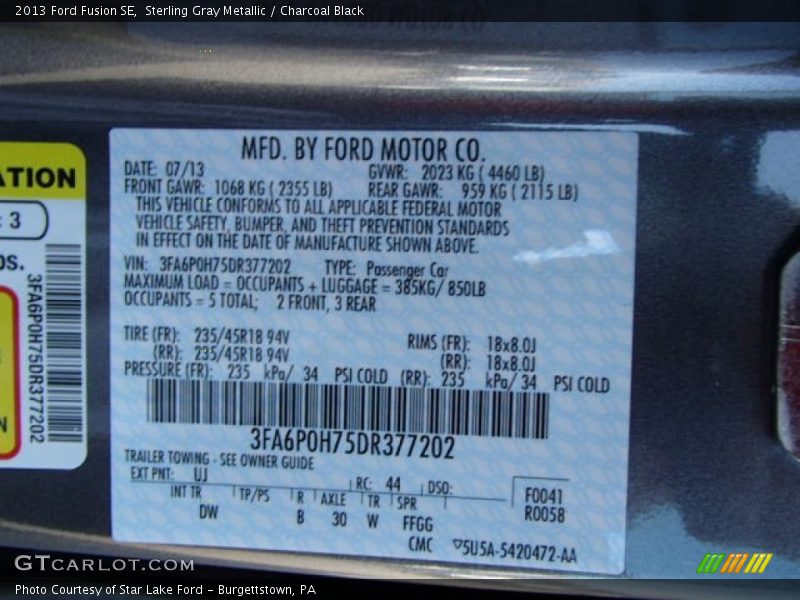 2013 Ford Fusion SE, Sterling Gray Metallic / Charcoal Black
ATION
: 3
DS.
3FA6P0H75DR377202
N
MFD. BY FORD MOTOR CO.
DATE: 07/13 GVWR: 2023 KG ( 4460 LB)
FRONT GAWR: 1068 KG ( 2355 LB) REAR GAWR: 959 KG ( 2115 LB)
THIS VEHICLE CONFORMS TO ALL APPLICABLE FEDERAL MOTOR
VEHICLE SAFETY, BUMPER, AND THEFT PREVENTION STANDARDS
IN EFFECT ON THE DATE OF MANUFACTURE SHOWN ABOVE.
VIN: 3FA6P0H75DR377202 TYPE: Passenger Car
MAXIMUM LOAD = OCCUPANTS + LUGGAGE = 385KG/ 850LB
OCCUPANTS = 5 TOTAL; 2 FRONT, 3 REAR
TIRE (FR): 235/45R18 94V RIMS (FR): 18x8.0J
(RR): 235/45R18 94V (RR): 18x8.0J
PRESSURE (FR): 235 kPa/ 34 PSI COLD (RR): 235 kPa/ 34 PSI COLD
3FA6P0H75DR377202
TRAILER TOWING - SEE OWNER GUIDE
EXT PNT: UJ RC: 44 DSO: F0041
INT TR TP/PS R AXLE TR SPR R0058
DW B 30 W FFGG
CMC ▽5U5A-5420472-AA
GTCARLOT.COM
Photo Courtesy of Star Lake Ford - Burgettstown, PA